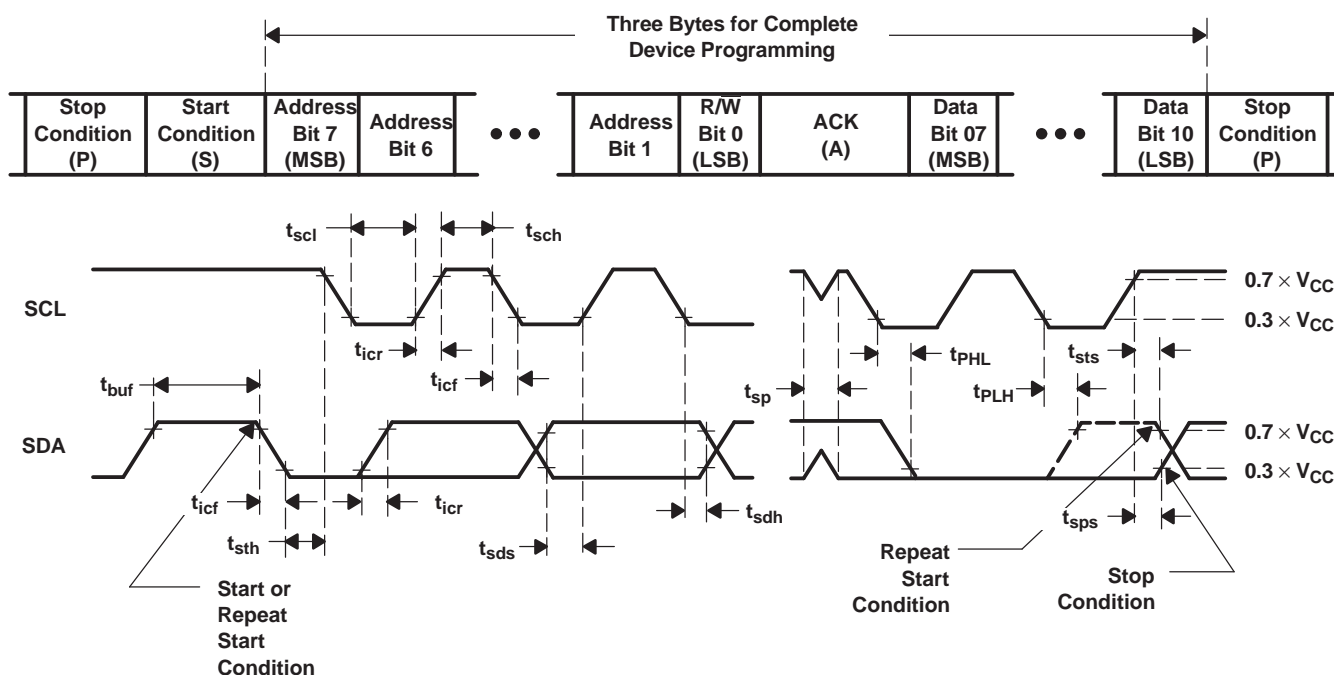 Three Bytes for Complete
Device Programming
Stop
Condition
(P)
Start
Condition
(S)
Address
Bit 7
(MSB)
Address
Bit 6
•••
Address
Bit 1
R/W̅
Bit 0
(LSB)
ACK
(A)
Data
Bit 07
(MSB)
•••
Data
Bit 10
(LSB)
Stop
Condition
(P)
tscl
tsch
SCL
0.7 × VCC
0.3 × VCC
ticr
ticf
tPHL
tsts
tbuf
tsp
tPLH
SDA
0.7 × VCC
0.3 × VCC
ticf
ticr
tsth
tsds
tsdh
tsps
Start or
Repeat
Start
Condition
Repeat
Start
Condition
Stop
Condition